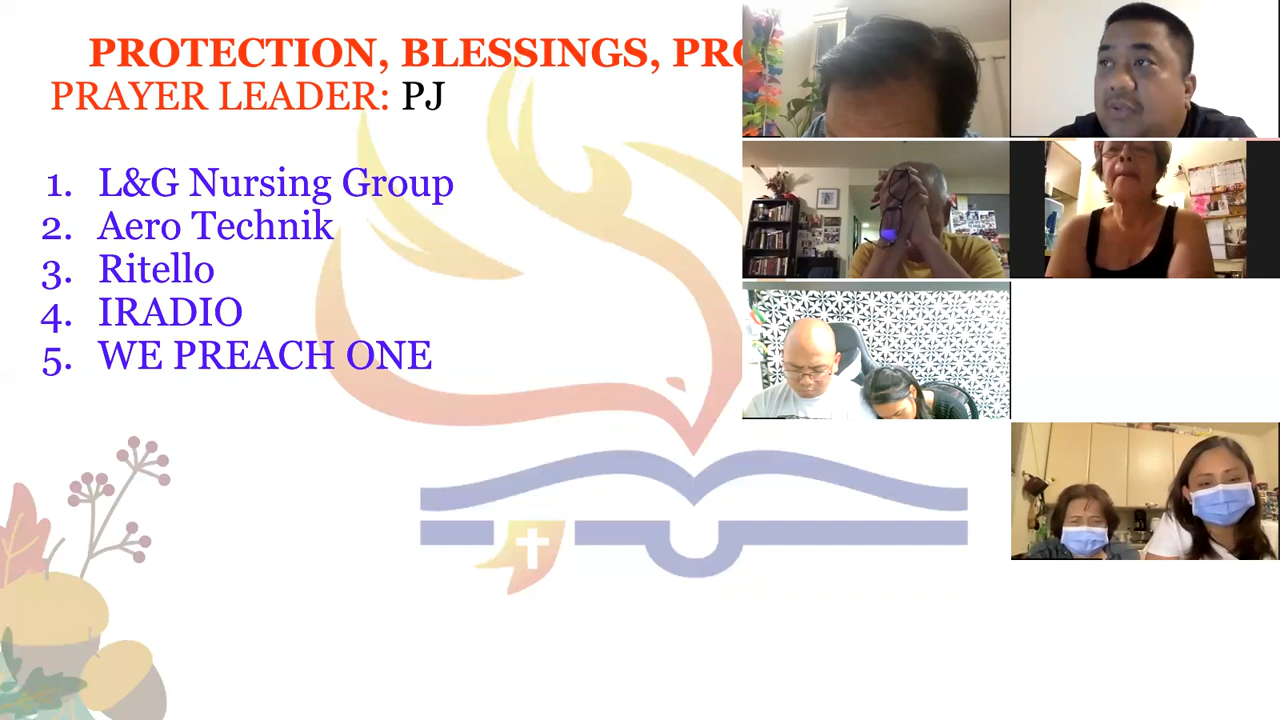 PROTECTION, BLESSINGS,
PRAYER LEADER: PJ
1. L&G Nursing Group
2. Aero Technik
3. Ritello
4. IRADIO
5. WE PREACH ONE